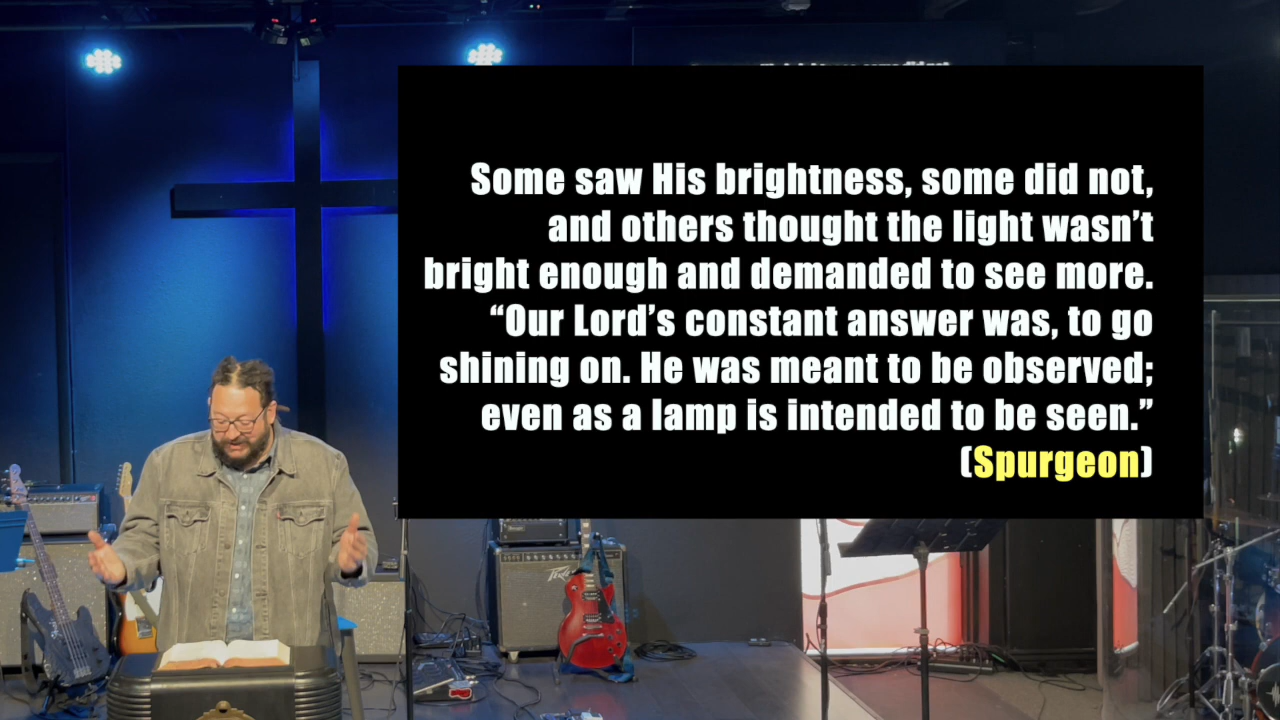 Some saw His brightness, some did not,
and others thought the light wasn’t
bright enough and demanded to see more.
“Our Lord’s constant answer was, to go
shining on. He was meant to be observed;
even as a lamp is intended to be seen.”
(Spurgeon)
Peavey